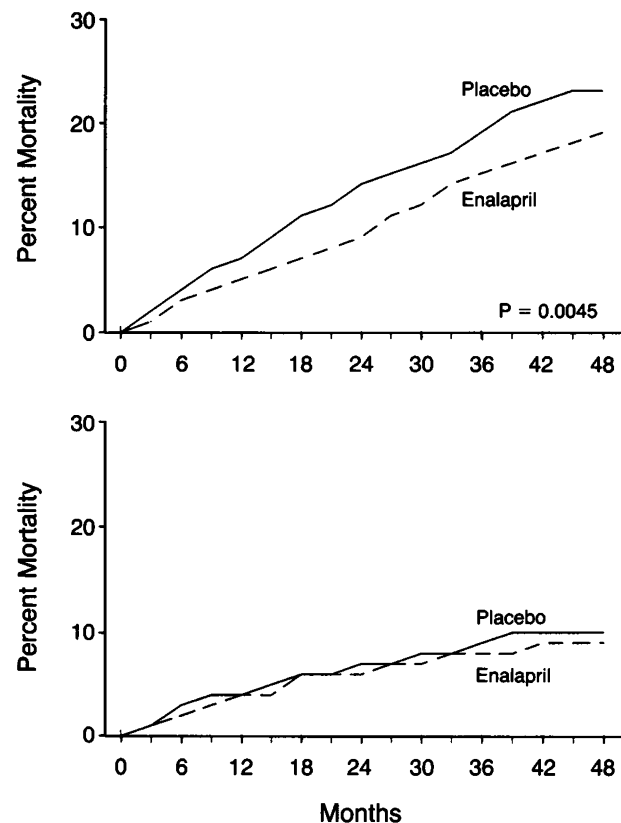 30
20
10
0
Percent Mortality
Placebo
Enalapril
P = 0.0045
0 6 12 18 24 30 36 42 48
30
20
10
0
Percent Mortality
Placebo
Enalapril
0 6 12 18 24 30 36 42 48
Months